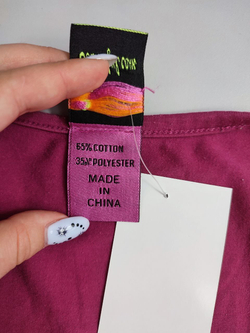 65% COTTON
35% POLYESTER
MADE IN
CHINA